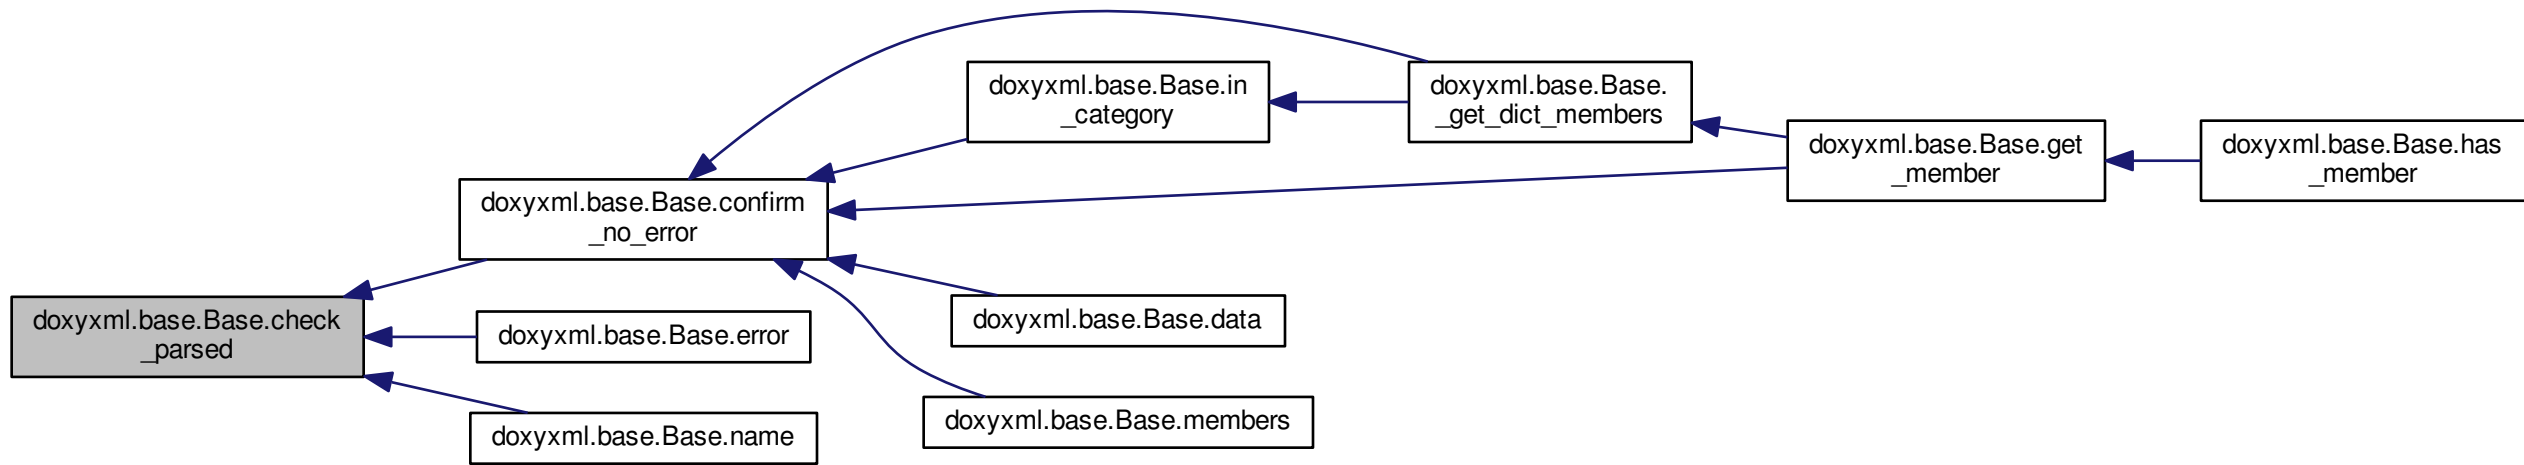 doxyxml.base.Base.check
_parsed
doxyxml.base.Base.confirm
_no_error
doxyxml.base.Base.error
doxyxml.base.Base.name
doxyxml.base.Base.in
_category
doxyxml.base.Base.data
doxyxml.base.Base.members
doxyxml.base.Base.
_get_dict_members
doxyxml.base.Base.get
_member
doxyxml.base.Base.has
_member